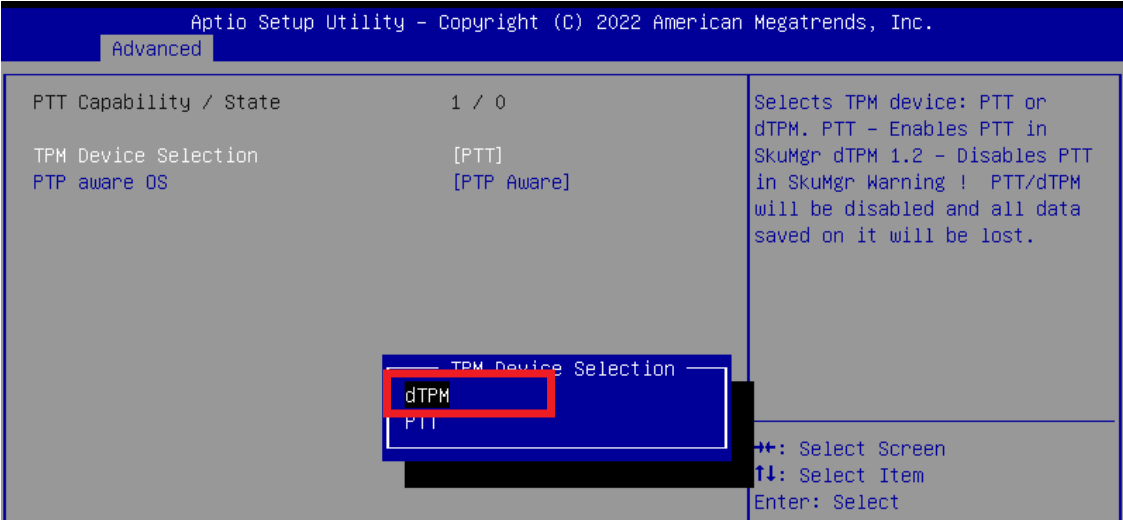 Aptio Setup Utility – Copyright (C) 2022 American Megatrends, Inc.
Advanced
PTT Capability / State 1 / 0
TPM Device Selection [PTT]
PTP aware OS [PTP Aware]
Selects TPM device: PTT or
dTPM. PTT – Enables PTT in
SkuMgr dTPM 1.2 – Disables PTT
in SkuMgr Warning ! PTT/dTPM
will be disabled and all data
saved on it will be lost.
TPM Device Selection
dTPM
PTT
→←: Select Screen
↑↓: Select Item
Enter: Select